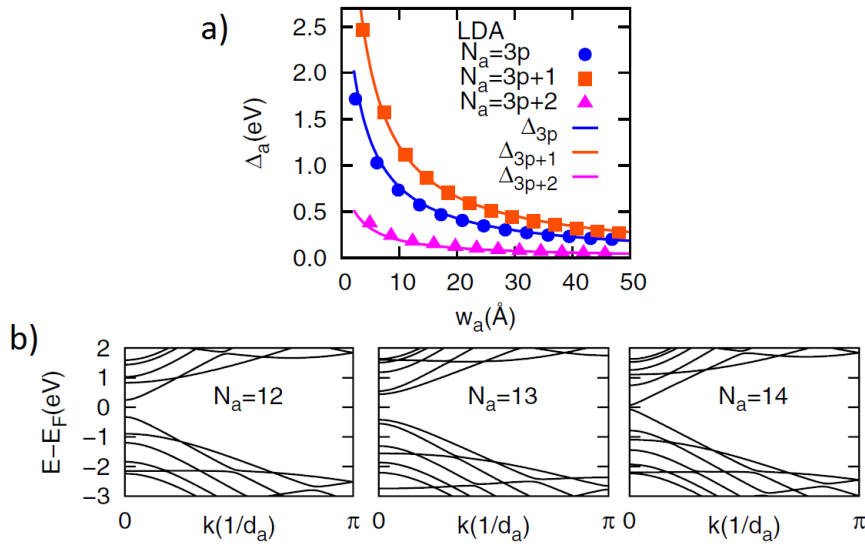 a)
LDA
N_a=3p
N_a=3p+1
N_a=3p+2
Δ_3p
Δ_3p+1
Δ_3p+2
Δ_a(eV)
2.5
2.0
1.5
1.0
0.5
0.0
0 10 20 30 40 50
w_a(Å)
b)
E−E_F(eV)
2
1
0
−1
−2
−3
N_a=12 N_a=13 N_a=14
0 π 0 π 0 π
k(1/d_a) k(1/d_a) k(1/d_a)